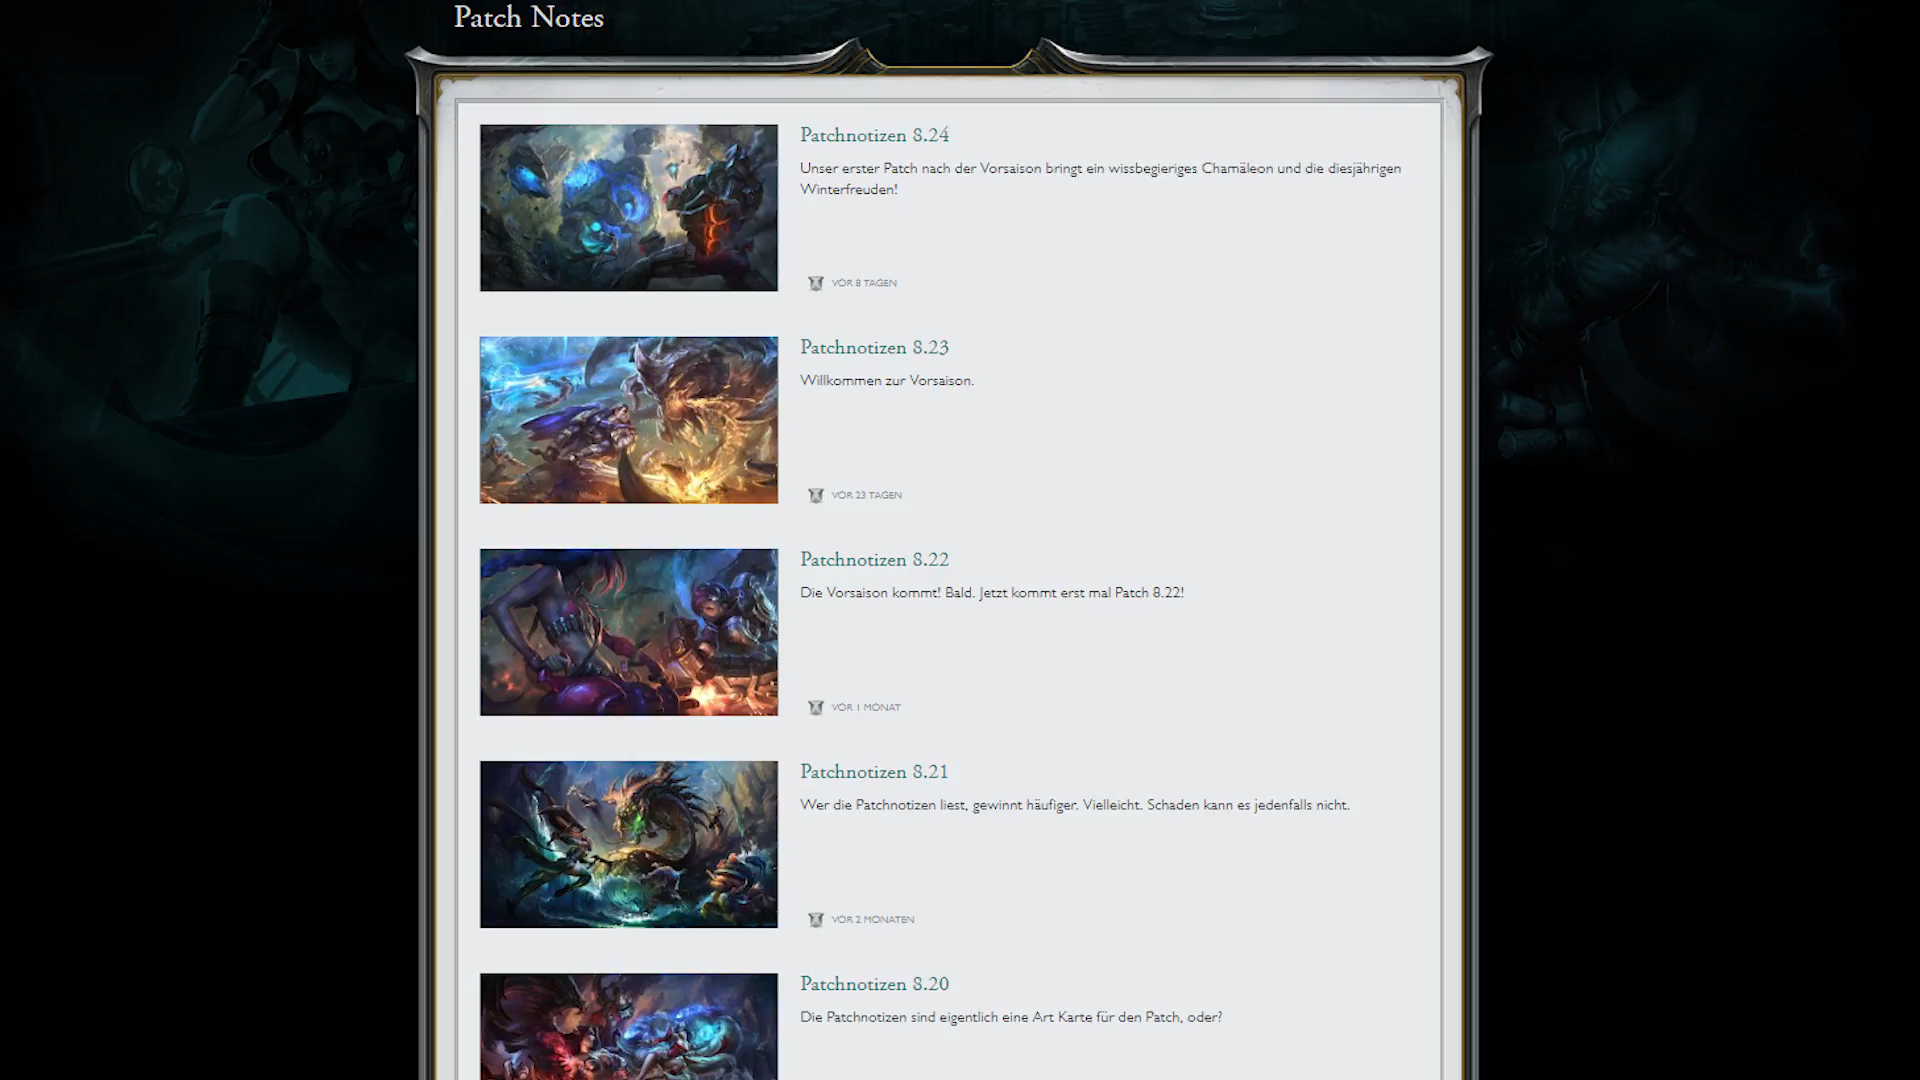 Patch Notes
Patchnotizen 8.24
Unser erster Patch nach der Vorsaison bringt ein wissbegieriges Chamäleon und die diesjährigen
Winterfreuden!
VOR 8 TAGEN
Patchnotizen 8.23
Willkommen zur Vorsaison.
VOR 23 TAGEN
Patchnotizen 8.22
Die Vorsaison kommt! Bald. Jetzt kommt erst mal Patch 8.22!
VOR 1 MONAT
Patchnotizen 8.21
Wer die Patchnotizen liest, gewinnt häufiger. Vielleicht. Schaden kann es jedenfalls nicht.
VOR 2 MONATEN
Patchnotizen 8.20
Die Patchnotizen sind eigentlich eine Art Karte für den Patch, oder?